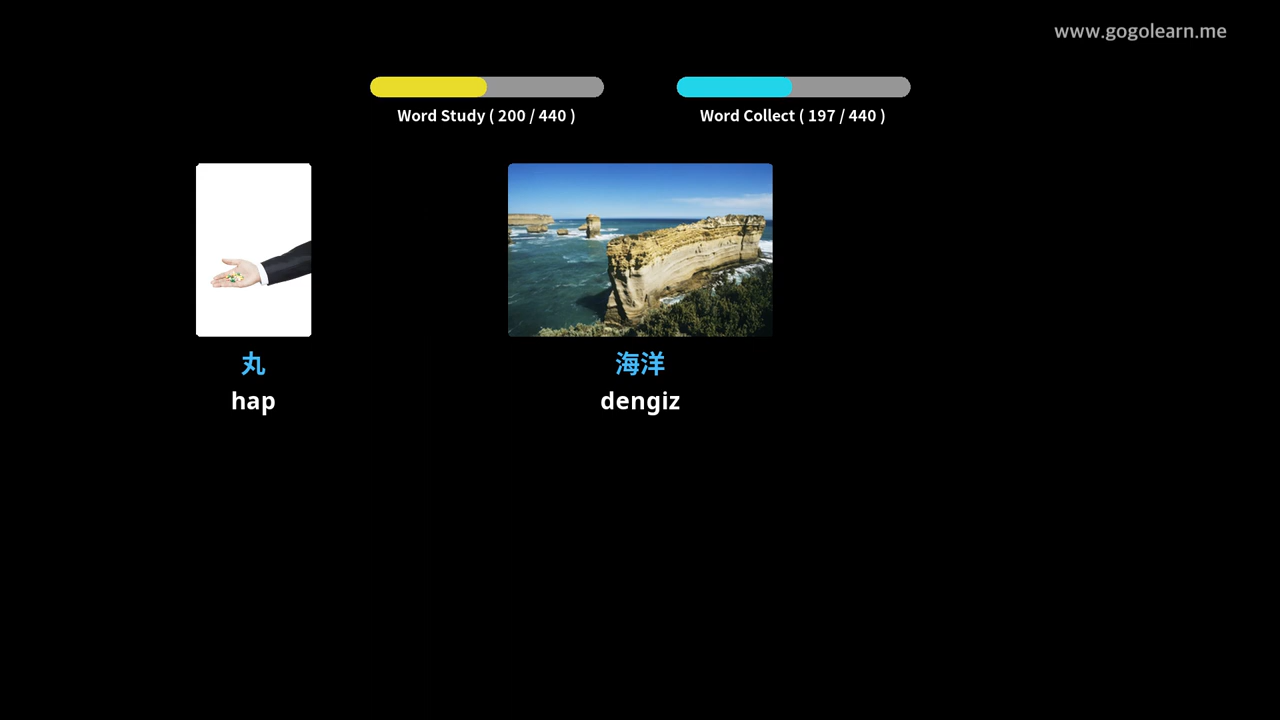 www.gogolearn.me
Word Study ( 200 / 440 )
Word Collect ( 197 / 440 )
丸
hap
海洋
dengiz